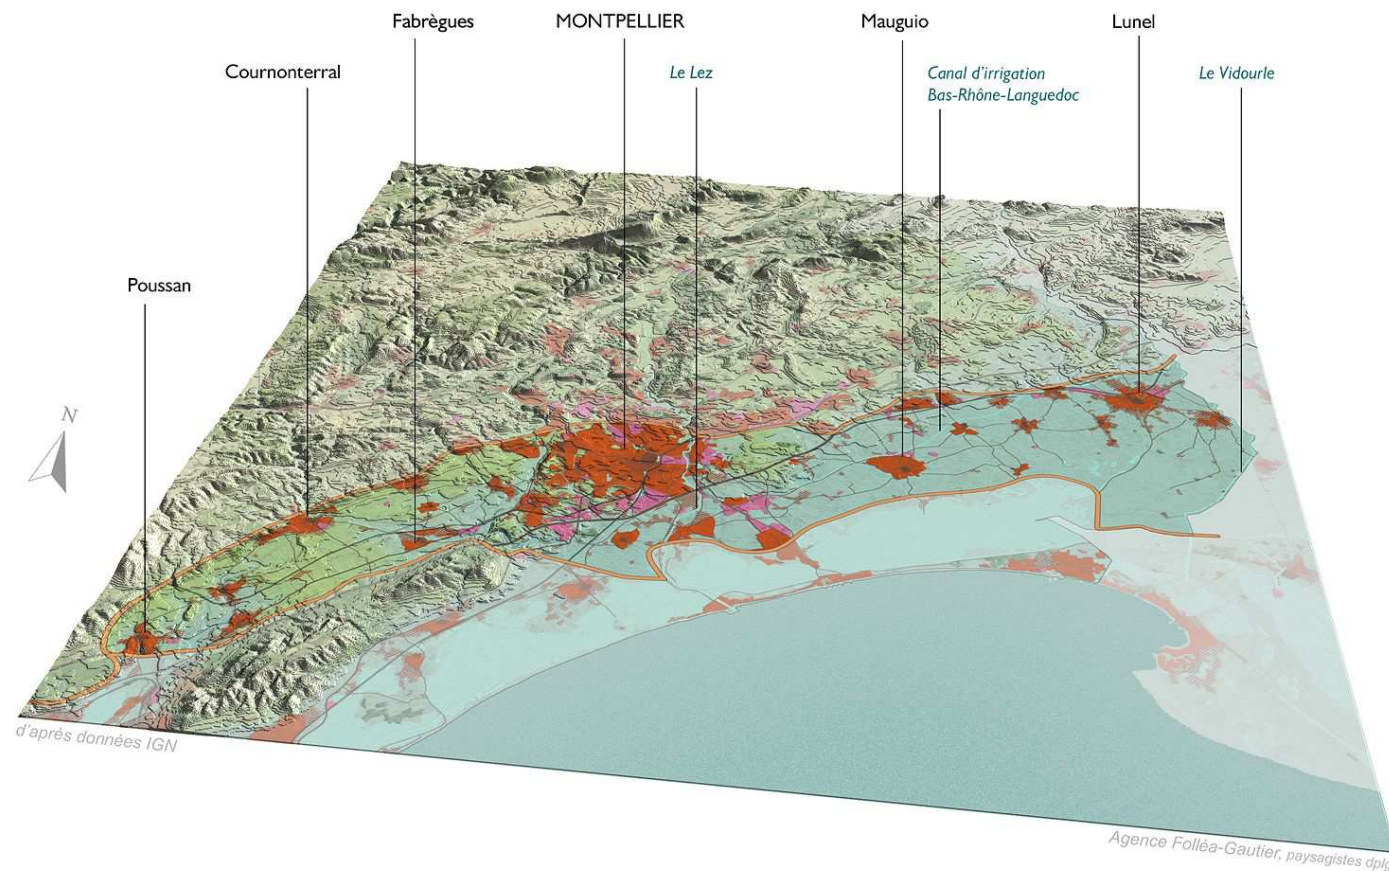 Fabrègues
MONTPELLIER
Mauguio
Lunel
Cournonterral
Le Lez
Canal d'irrigation
Bas-Rhône-Languedoc
Le Vidourle
Poussan
N
d'après données IGN
Agence Folléa-Gautier, paysagistes dplg